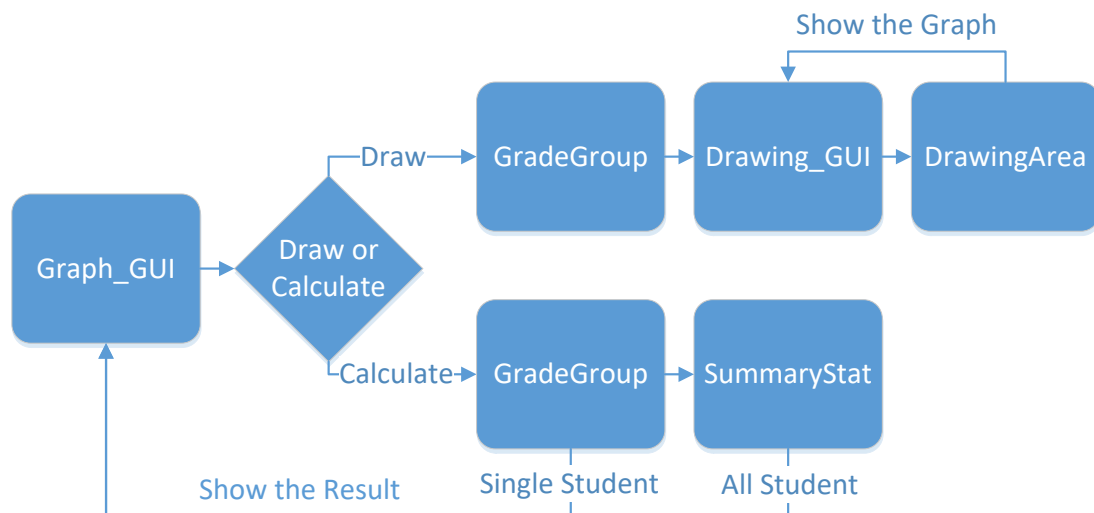 Show the Graph
Draw
GradeGroup
Drawing_GUI
DrawingArea
Graph_GUI
Draw or
Calculate
Calculate
GradeGroup
SummaryStat
Show the Result
Single Student
All Student